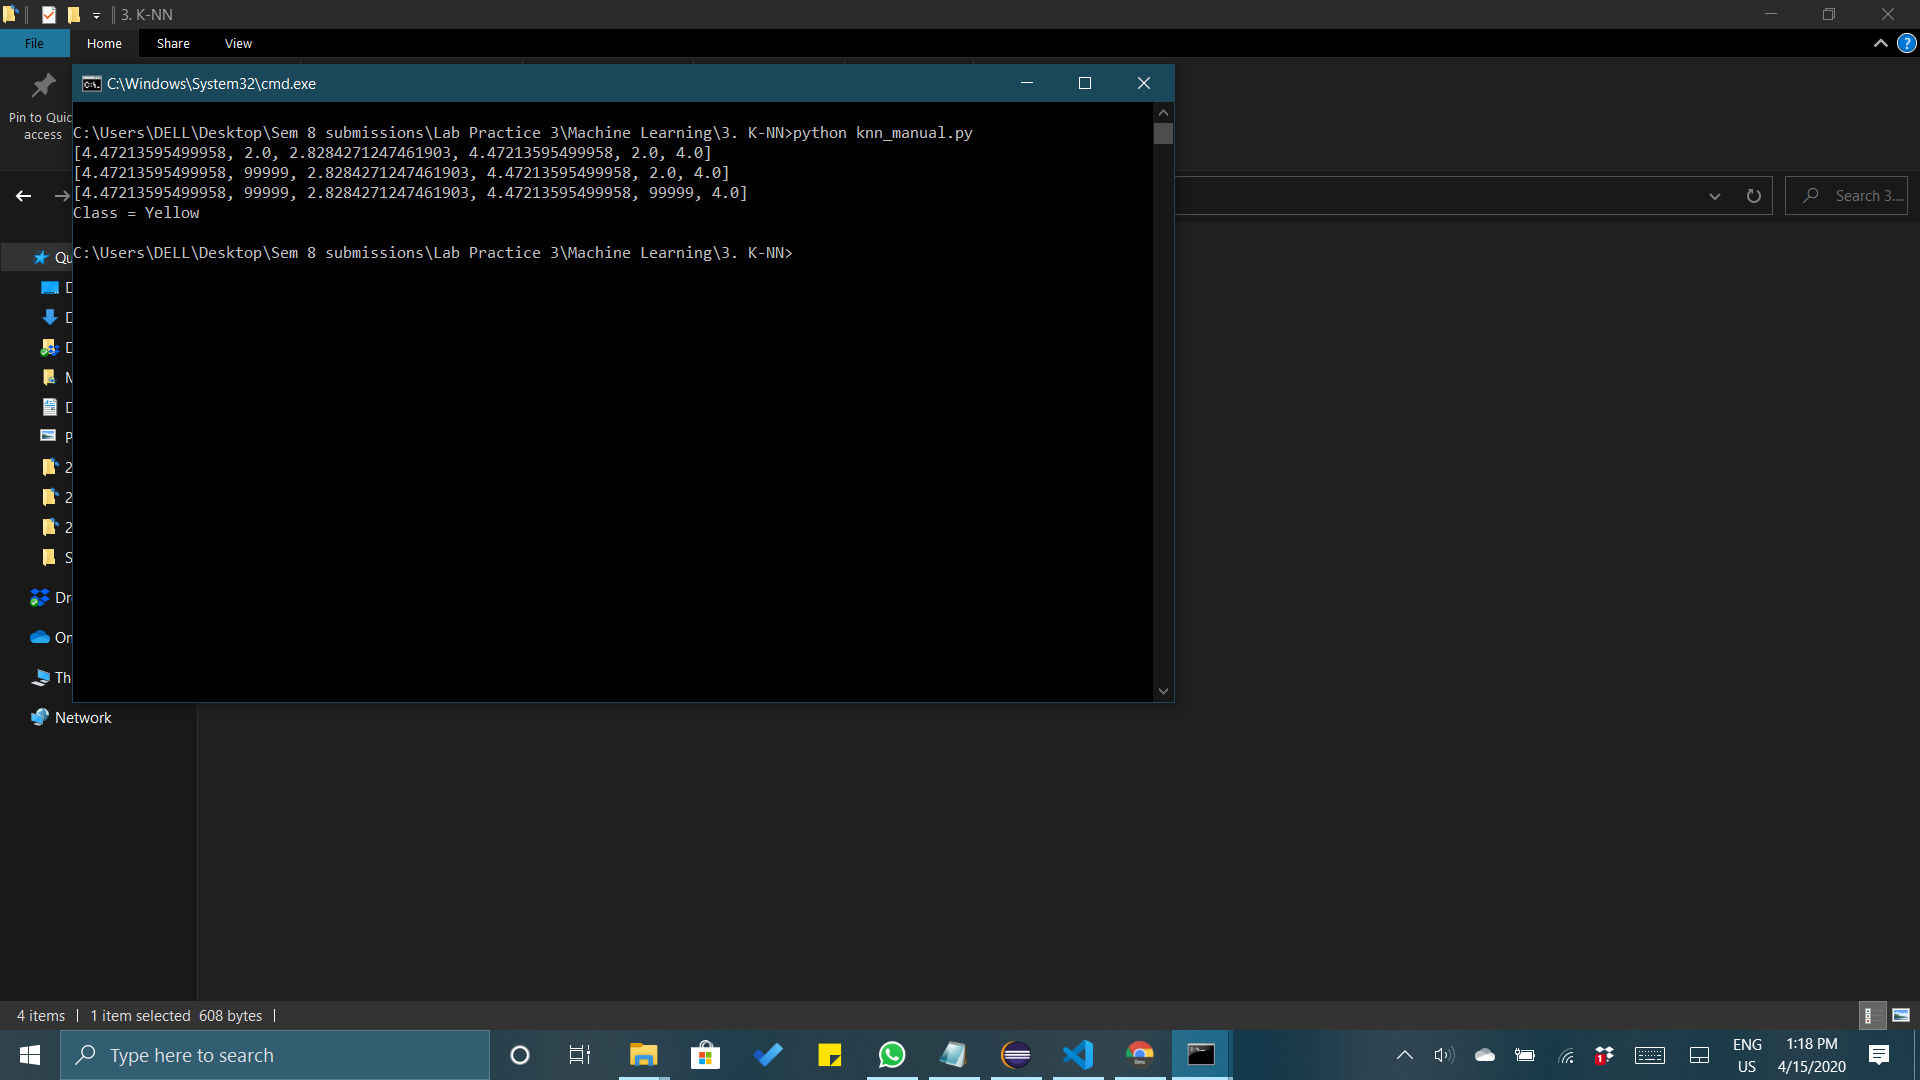 3. K-NN
File Home Share View
C:\Windows\System32\cmd.exe
Pin to Quic
access
C:\Users\DELL\Desktop\Sem 8 submissions\Lab Practice 3\Machine Learning\3. K-NN>python knn_manual.py
[4.47213595499958, 2.0, 2.8284271247461903, 4.47213595499958, 2.0, 4.0]
[4.47213595499958, 99999, 2.8284271247461903, 4.47213595499958, 2.0, 4.0]
[4.47213595499958, 99999, 2.8284271247461903, 4.47213595499958, 99999, 4.0]
Class = Yellow
C:\Users\DELL\Desktop\Sem 8 submissions\Lab Practice 3\Machine Learning\3. K-NN>
Search 3....
Qu
D
D
D
M
D
P
2
2
2
S
Dr
On
Th
Network
4 items 1 item selected 608 bytes
Type here to search
ENG
US
1:18 PM
4/15/2020